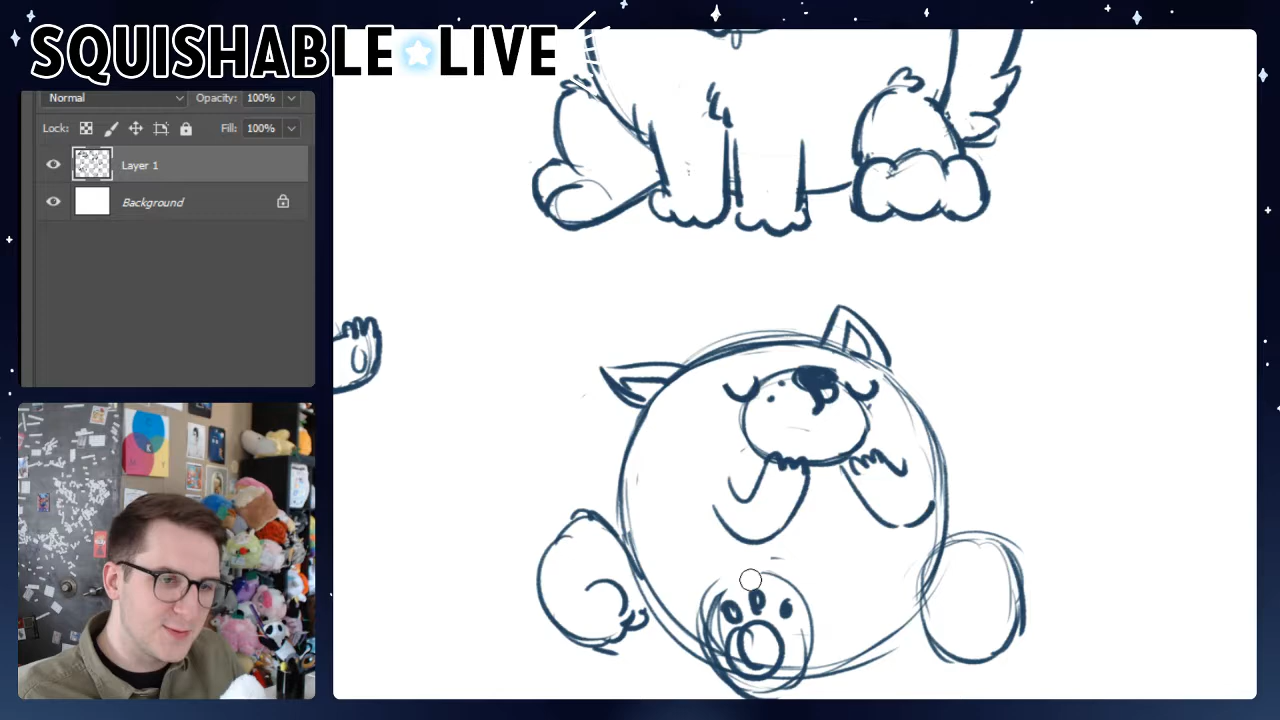 SQUISHABLE LIVE
Normal Opacity: 100%
Lock: Fill: 100%
Layer 1
Background